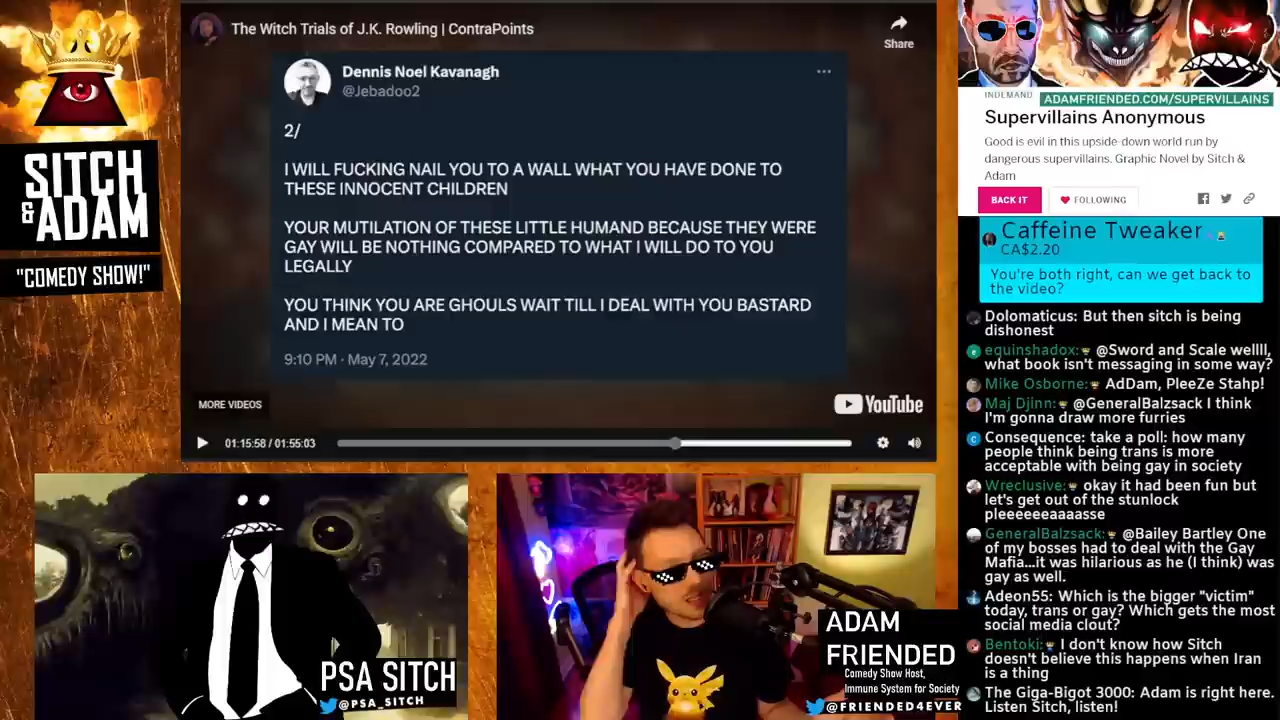 The Witch Trials of J.K. Rowling | ContraPoints
Share
Dennis Noel Kavanagh
@Jebadoo2
2/
I WILL FUCKING NAIL YOU TO A WALL WHAT YOU HAVE DONE TO
THESE INNOCENT CHILDREN
YOUR MUTILATION OF THESE LITTLE HUMAND BECAUSE THEY WERE
GAY WILL BE NOTHING COMPARED TO WHAT I WILL DO TO YOU
LEGALLY
YOU THINK YOU ARE GHOULS WAIT TILL I DEAL WITH YOU BASTARD
AND I MEAN TO
9:10 PM · May 7, 2022
MORE VIDEOS
YouTube
01:15:58 / 01:55:03
SITCH
& ADAM
"COMEDY SHOW!"
PSA SITCH
@PSA_SITCH
ADAM
FRIENDED
Comedy Show Host,
Immune System for Society
@FRIENDED4EVER
INDEMAND
ADAMFRIENDED.COM/SUPERVILLAINS
Supervillains Anonymous
Good is evil in this upside-down world run by
dangerous supervillains. Graphic Novel by Sitch &
Adam
BACK IT
FOLLOWING
Caffeine Tweaker
CA$2.20
You're both right, can we get back to
the video?
Dolomaticus: But then sitch is being
dishonest
equinshadox: @Sword and Scale wellll,
what book isn't messaging in some way?
Mike Osborne: AdDam, PleeZe Stahp!
Maj Djinn: @GeneralBalzsack I think
I'm gonna draw more furries
Consequence: take a poll: how many
people think being trans is more
acceptable with being gay in society
Wreclusive: okay it had been fun but
let's get out of the stunlock
pleeeeeaaaasse
GeneralBalzsack: @Bailey Bartley One
of my bosses had to deal with the Gay
Mafia...it was hilarious as he (I think) was
gay as well.
Adeon55: Which is the bigger "victim"
today, trans or gay? Which gets the most
social media clout?
Bentoki: I don't know how Sitch
doesn't believe this happens when Iran
is a thing
The Giga-Bigot 3000: Adam is right here.
Listen Sitch, listen!